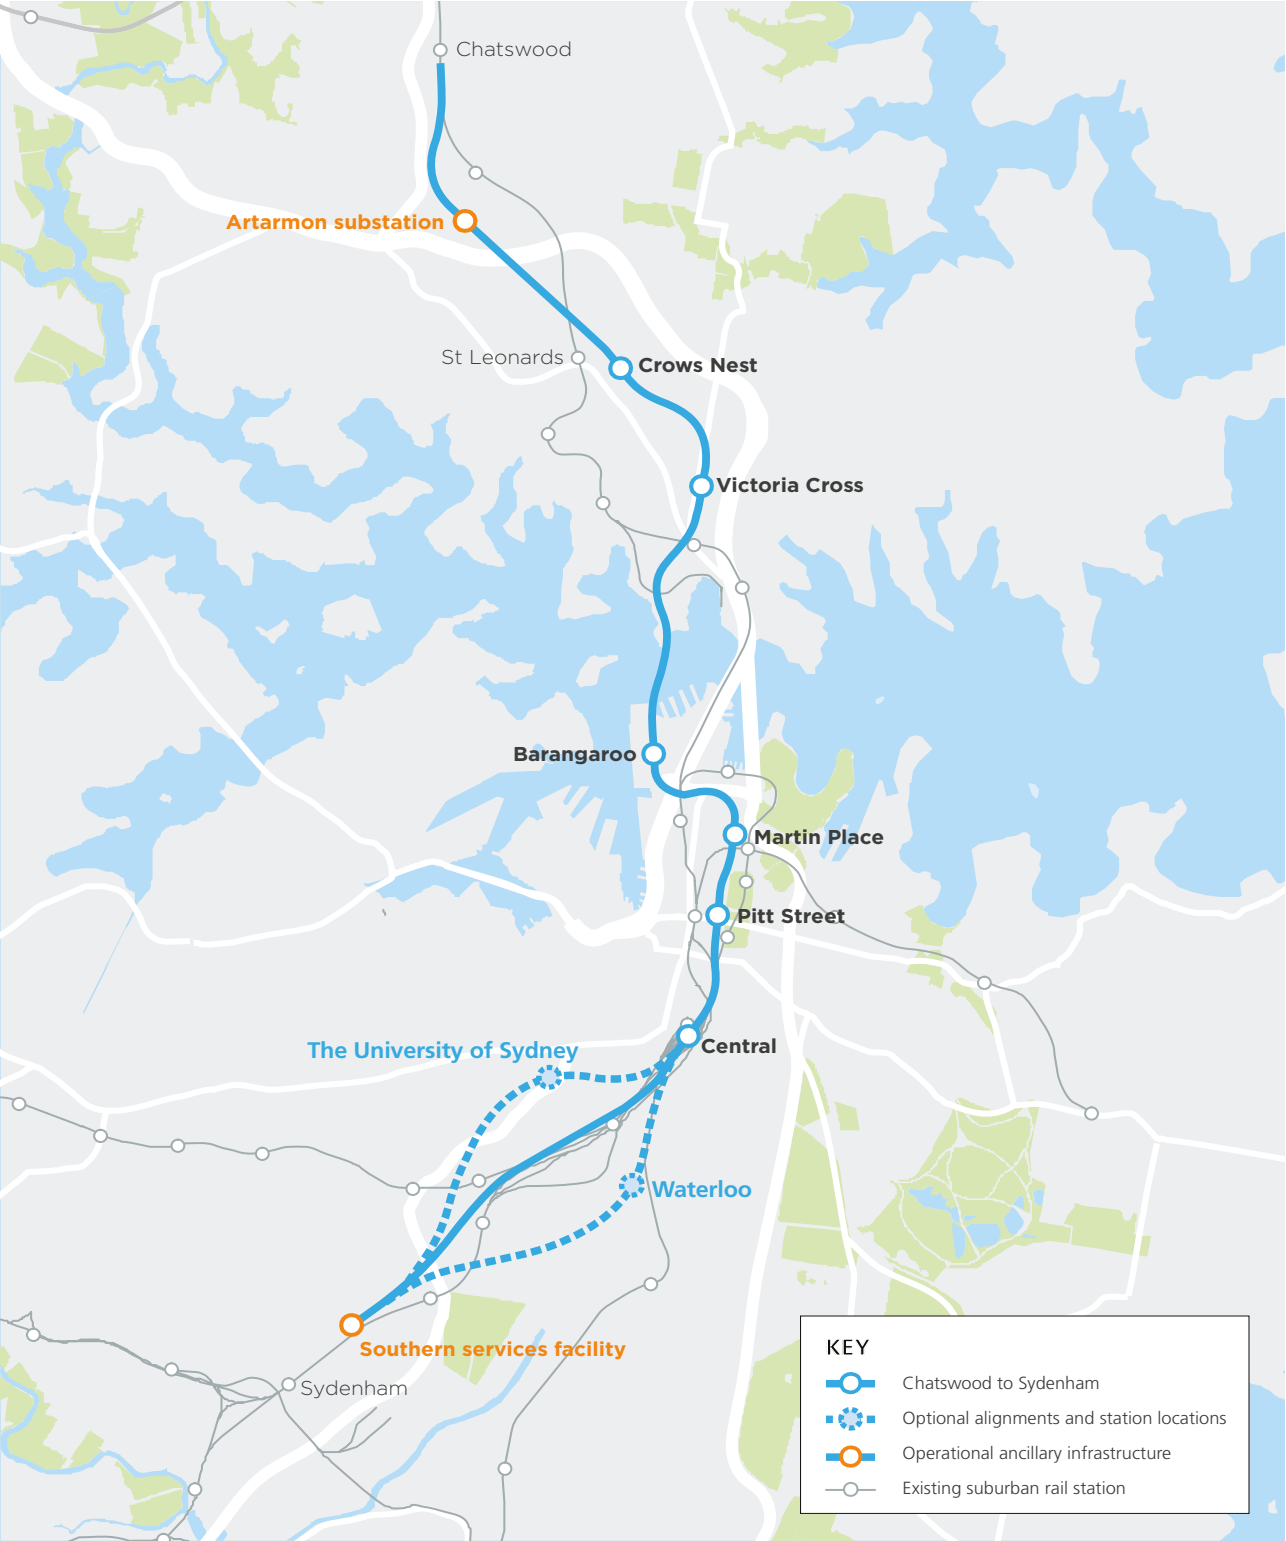 Chatswood
Artarmon substation
St Leonards
Crows Nest
Victoria Cross
Barangaroo
Martin Place
Pitt Street
Central
The University of Sydney
Waterloo
Southern services facility
Sydenham
KEY
Chatswood to Sydenham
Optional alignments and station locations
Operational ancillary infrastructure
Existing suburban rail station